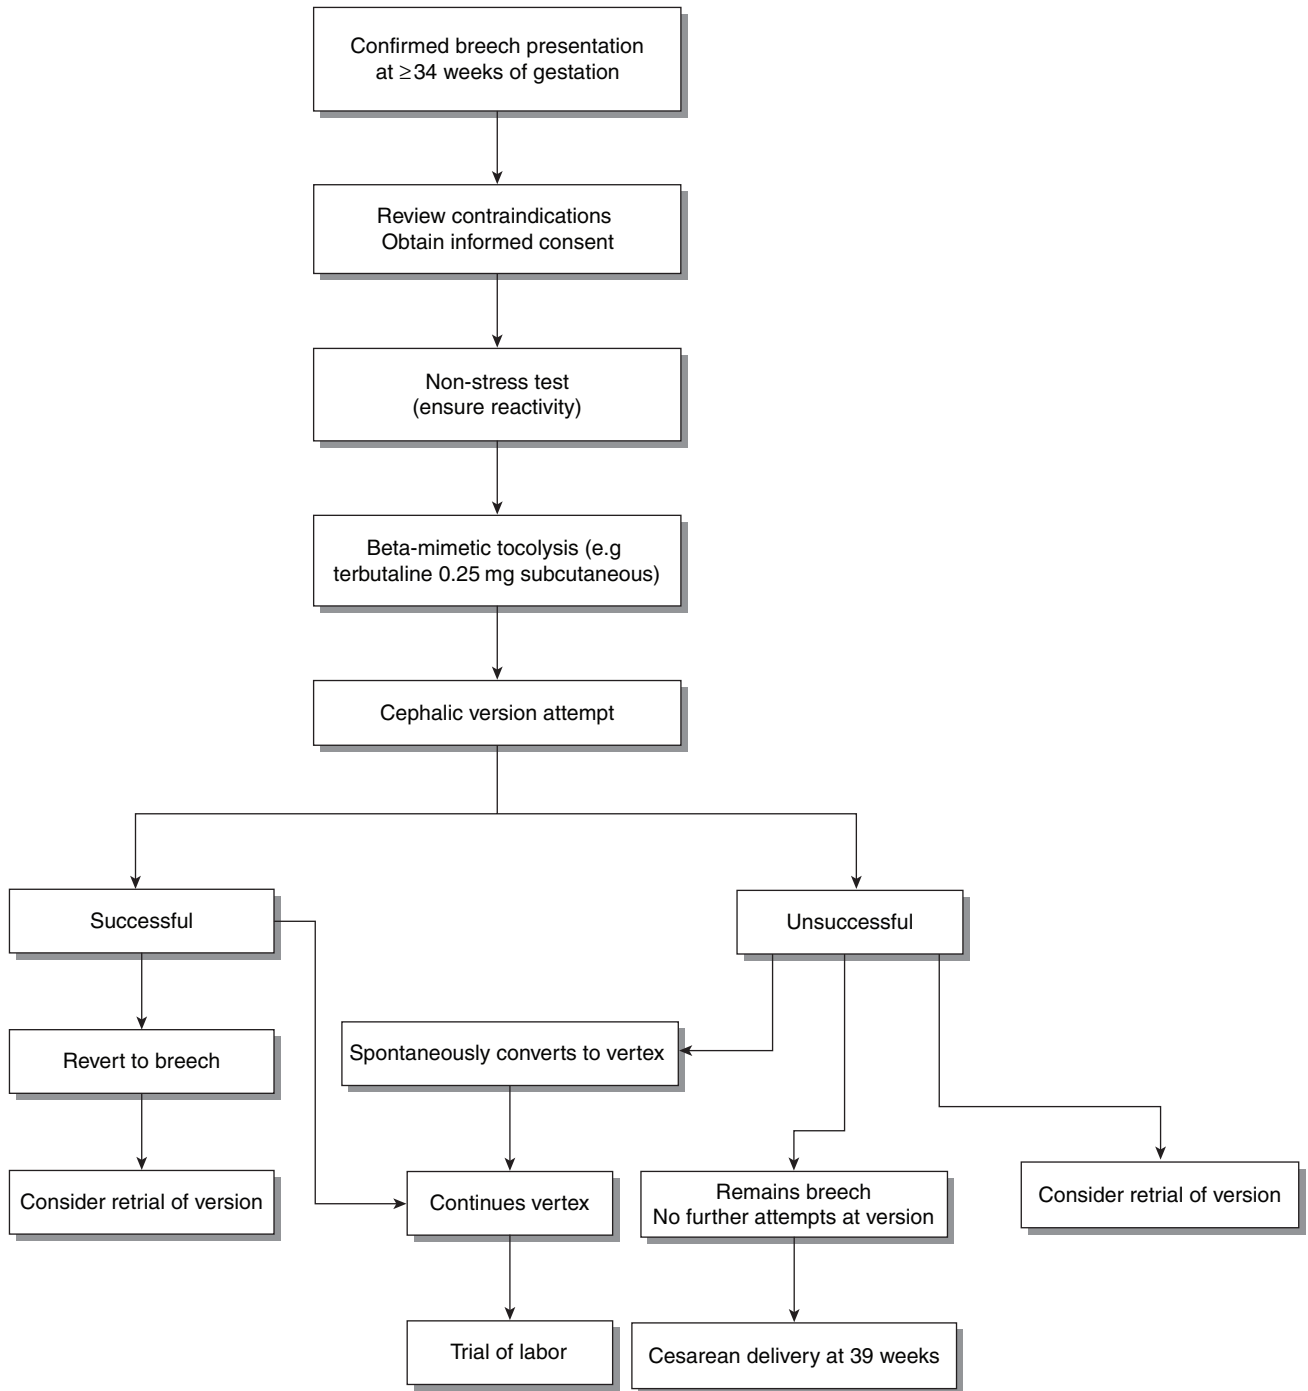 Confirmed breech presentation
at ≥34 weeks of gestation
Review contraindications
Obtain informed consent
Non-stress test
(ensure reactivity)
Beta-mimetic tocolysis (e.g
terbutaline 0.25 mg subcutaneous)
Cephalic version attempt
Successful
Unsuccessful
Revert to breech
Spontaneously converts to vertex
Consider retrial of version
Continues vertex
Remains breech
No further attempts at version
Consider retrial of version
Trial of labor
Cesarean delivery at 39 weeks